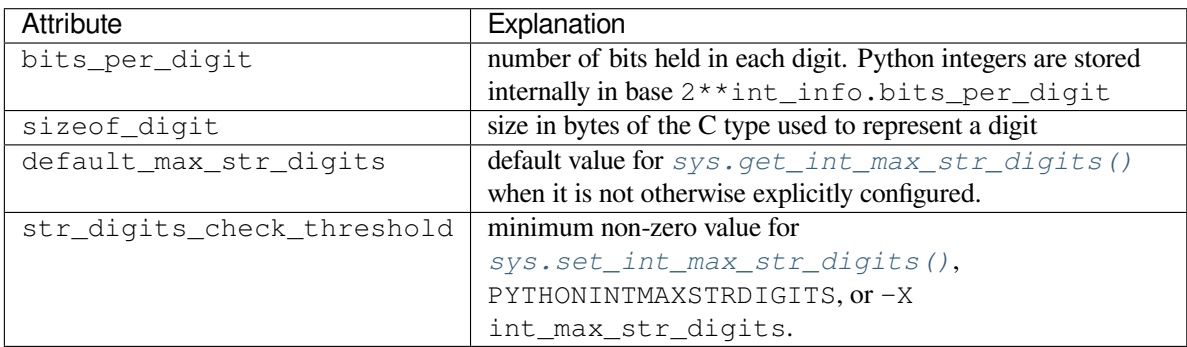 Attribute Explanation
bits_per_digit number of bits held in each digit. Python integers are stored
internally in base 2**int_info.bits_per_digit
sizeof_digit size in bytes of the C type used to represent a digit
default_max_str_digits default value for sys.get_int_max_str_digits()
when it is not otherwise explicitly configured.
str_digits_check_threshold minimum non-zero value for
sys.set_int_max_str_digits(),
PYTHONINTMAXSTRDIGITS, or -X
int_max_str_digits.